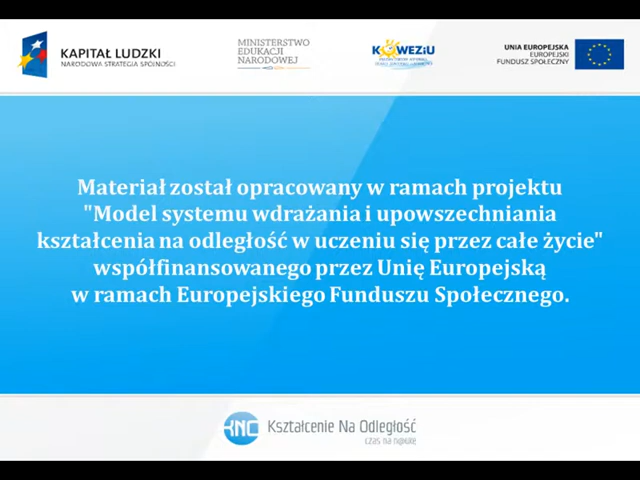 KAPITAŁ LUDZKI
NARODOWA STRATEGIA SPÓJNOŚCI
MINISTERSTWO
EDUKACJI
NARODOWEJ
KOWEZiU
UNIA EUROPEJSKA
EUROPEJSKI
FUNDUSZ SPOŁECZNY
Materiał został opracowany w ramach projektu
"Model systemu wdrażania i upowszechniania
kształcenia na odległość w uczeniu się przez całe życie"
współfinansowanego przez Unię Europejską
w ramach Europejskiego Funduszu Społecznego.
KNO
Kształcenie Na Odległość
czas na naukę